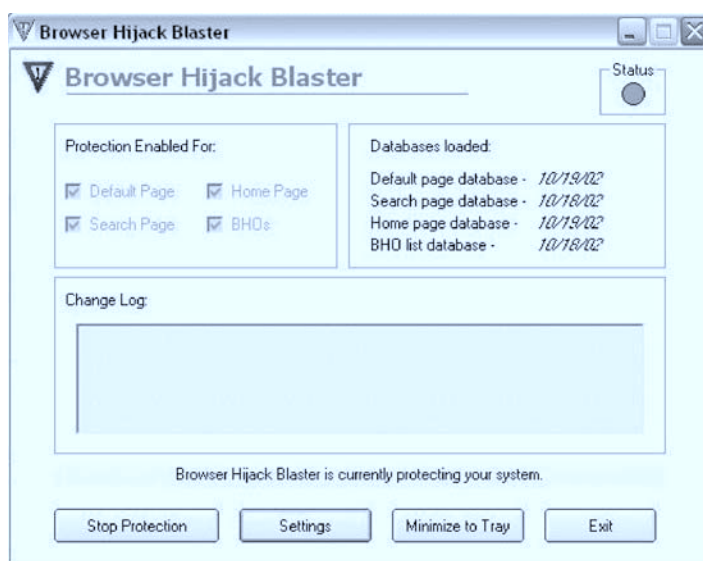 Browser Hijack Blaster
Browser Hijack Blaster
Status
Protection Enabled For:
Default Page
Home Page
Search Page
BHOs
Databases loaded:
Default page database - 10/19/02
Search page database - 10/18/02
Home page database - 10/19/02
BHO list database - 10/18/02
Change Log:
Browser Hijack Blaster is currently protecting your system.
Stop Protection
Settings
Minimize to Tray
Exit